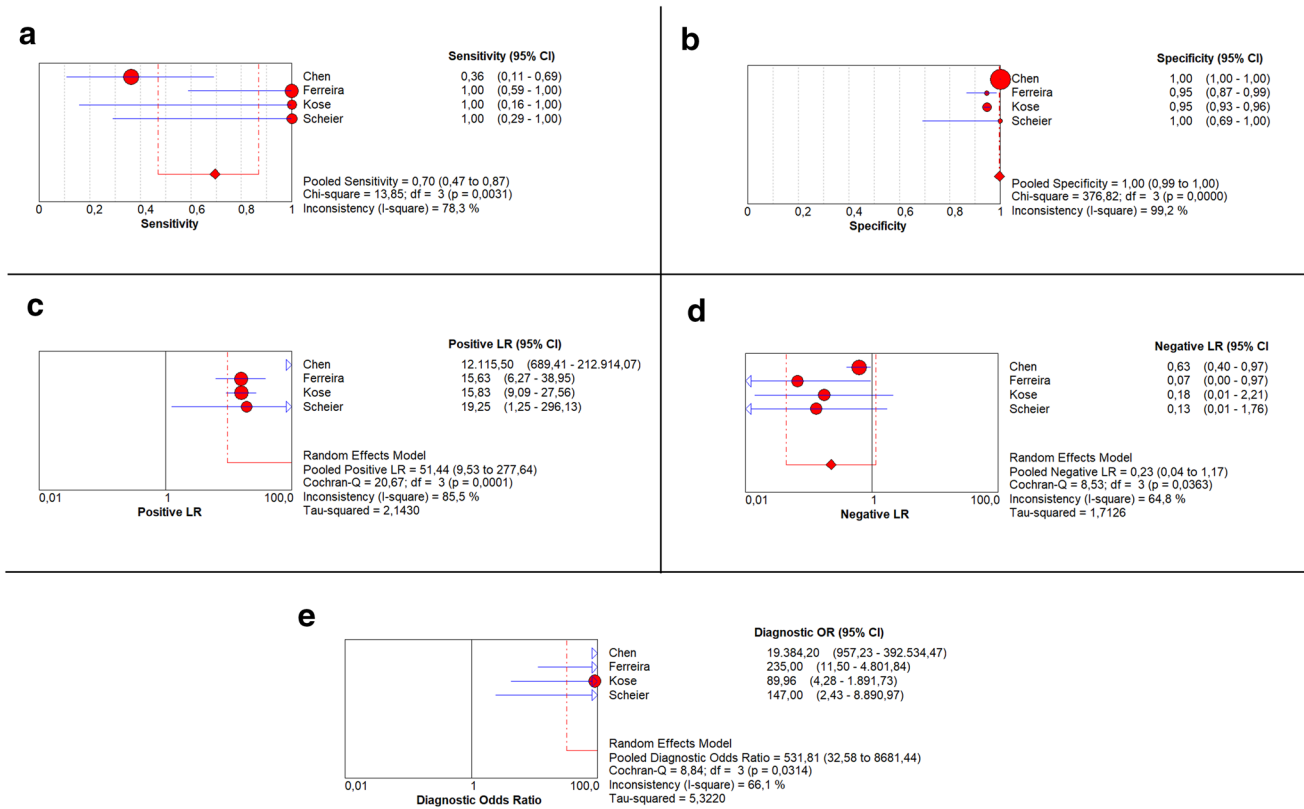 a
Sensitivity (95% CI)
Chen 0,36 (0,11 - 0,69)
Ferreira 1,00 (0,59 - 1,00)
Kose 1,00 (0,16 - 1,00)
Scheier 1,00 (0,29 - 1,00)
Pooled Sensitivity = 0,70 (0,47 to 0,87)
Chi-square = 13,85; df = 3 (p = 0,0031)
Inconsistency (I-square) = 78,3 %
0 0,2 0,4 0,6 0,8 1
Sensitivity
b
Specificity (95% CI)
Chen 1,00 (1,00 - 1,00)
Ferreira 0,95 (0,87 - 0,99)
Kose 0,95 (0,93 - 0,96)
Scheier 1,00 (0,69 - 1,00)
Pooled Specificity = 1,00 (0,99 to 1,00)
Chi-square = 376,82; df = 3 (p = 0,0000)
Inconsistency (I-square) = 99,2 %
0 0,2 0,4 0,6 0,8 1
Specificity
c
Positive LR (95% CI)
Chen 12.115,50 (689,41 - 212.914,07)
Ferreira 15,63 (6,27 - 38,95)
Kose 15,83 (9,09 - 27,56)
Scheier 19,25 (1,25 - 296,13)
Random Effects Model
Pooled Positive LR = 51,44 (9,53 to 277,64)
Cochran-Q = 20,67; df = 3 (p = 0,0001)
Inconsistency (I-square) = 85,5 %
Tau-squared = 2,1430
0,01 1 100,0
Positive LR
d
Negative LR (95% CI
Chen 0,63 (0,40 - 0,97)
Ferreira 0,07 (0,00 - 0,97)
Kose 0,18 (0,01 - 2,21)
Scheier 0,13 (0,01 - 1,76)
Random Effects Model
Pooled Negative LR = 0,23 (0,04 to 1,17)
Cochran-Q = 8,53; df = 3 (p = 0,0363)
Inconsistency (I-square) = 64,8 %
Tau-squared = 1,7126
0,01 1 100,0
Negative LR
e
Diagnostic OR (95% CI)
Chen 19.384,20 (957,23 - 392.534,47)
Ferreira 235,00 (11,50 - 4.801,84)
Kose 89,96 (4,28 - 1.891,73)
Scheier 147,00 (2,43 - 8.890,97)
Random Effects Model
Pooled Diagnostic Odds Ratio = 531,81 (32,58 to 8681,44)
Cochran-Q = 8,84; df = 3 (p = 0,0314)
Inconsistency (I-square) = 66,1 %
Tau-squared = 5,3220
0,01 1 100,0
Diagnostic Odds Ratio